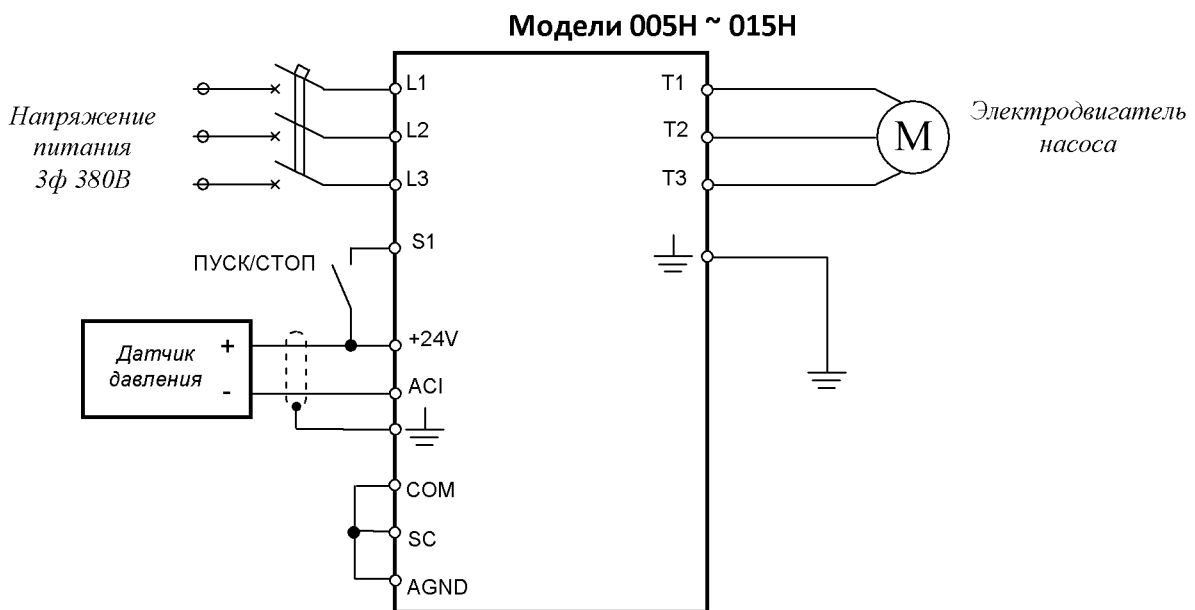 Модели 005H ~ 015H
Напряжение
питания
3ф 380В
L1
L2
L3
S1
ПУСК/СТОП
+24V
Датчик
давления
+
-
ACI
COM
SC
AGND
T1
T2
T3
M
Электродвигатель
насоса